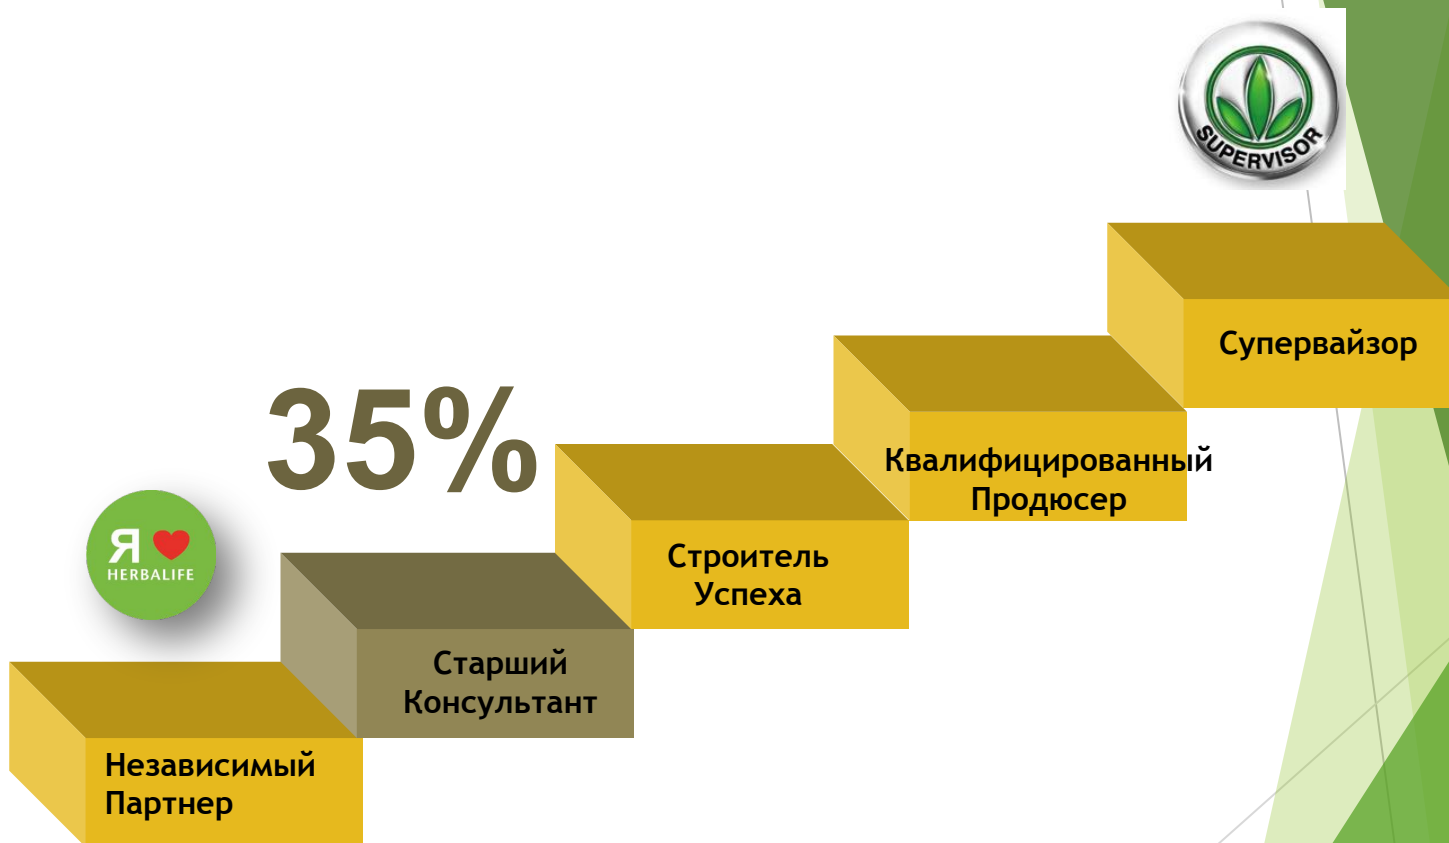 SUPERVISOR
Супервайзор
35%
Квалифицированный
Продюсер
Я
HERBALIFE
Строитель
Успеха
Старший
Консультант
Независимый
Партнер